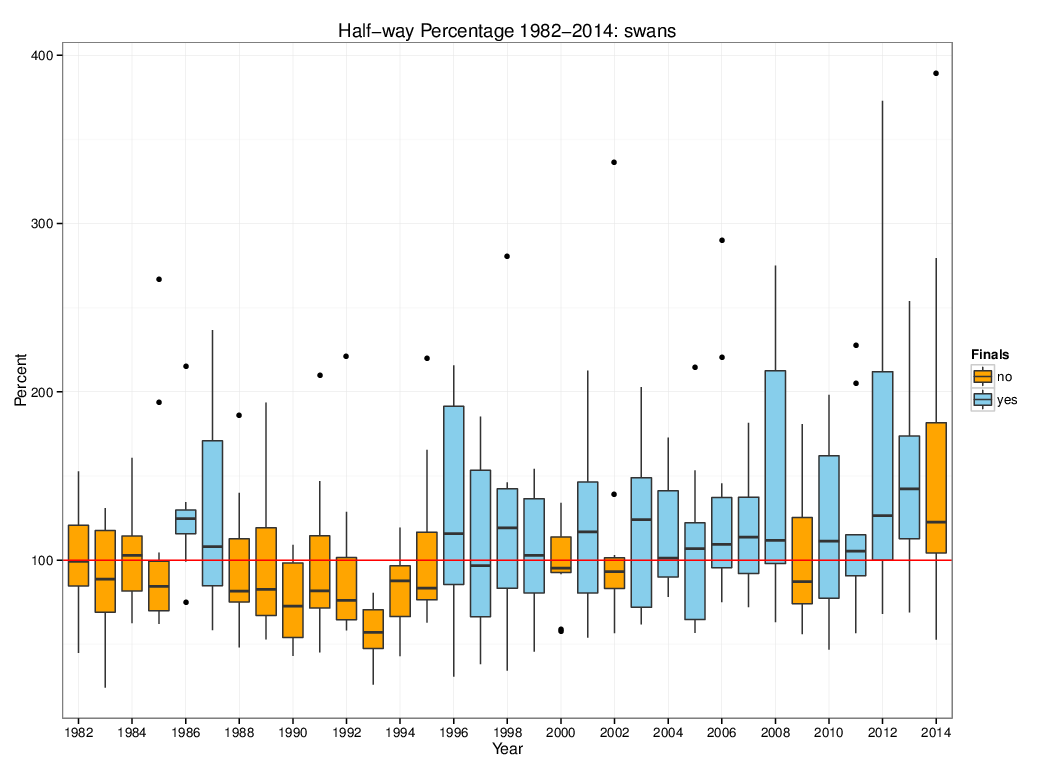 Half−way Percentage 1982−2014: swans
400
300
200
100
Percent
1982 1984 1986 1988 1990 1992 1994 1996 1998 2000 2002 2004 2006 2008 2010 2012 2014
Year
Finals
no
yes